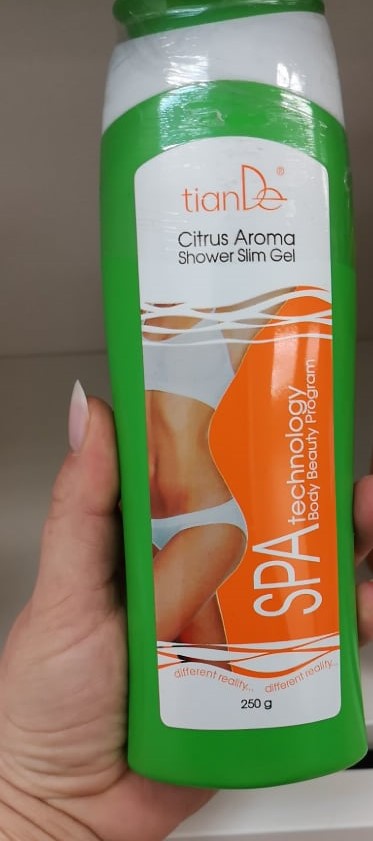 tianDe®
Citrus Aroma
Shower Slim Gel
SPA technology
Body Beauty Program
different reality... different reality...
250 g